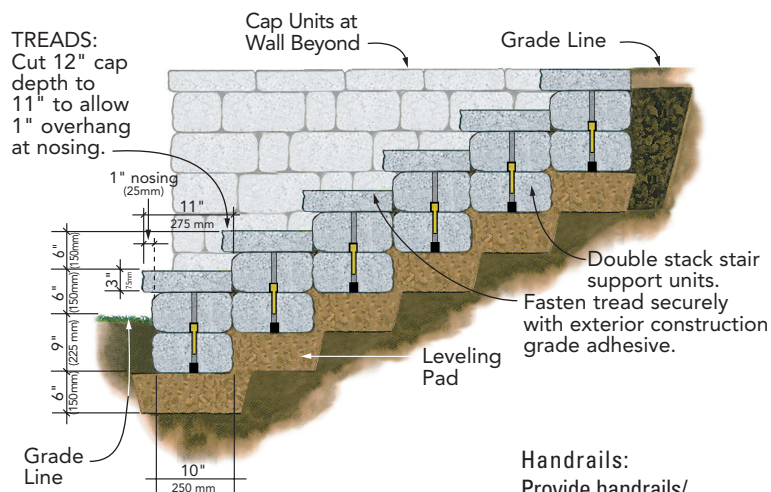 TREADS:
Cut 12" cap
depth to
11" to allow
1" overhang
at nosing.
Cap Units at
Wall Beyond
Grade Line
1" nosing
(25mm)
11"
275 mm
6"
(150mm)
6"
(150mm)
3"
75mm
9"
(225 mm)
6"
(150mm)
Double stack stair
support units.
Fasten tread securely
with exterior construction
grade adhesive.
Leveling
Pad
Grade
Line
10"
250 mm
Handrails:
Provide handrails/